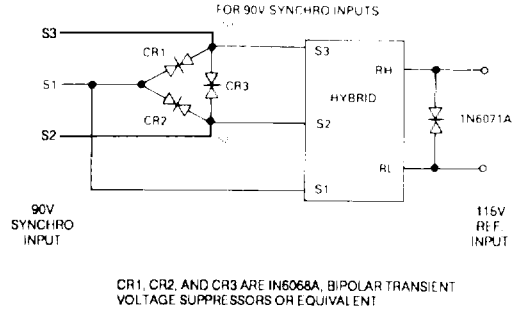 FOR 90V SYNCHRO INPUTS
S3
CR1
S3
RH
S1
CR3
HYBRID
1N6071A
CR2
S2
S2
RL
S1
90V
SYNCHRO
INPUT
115V
REF.
INPUT
CR1, CR2, AND CR3 ARE IN6068A, BIPOLAR TRANSIENT
VOLTAGE SUPPRESSORS OR EQUIVALENT